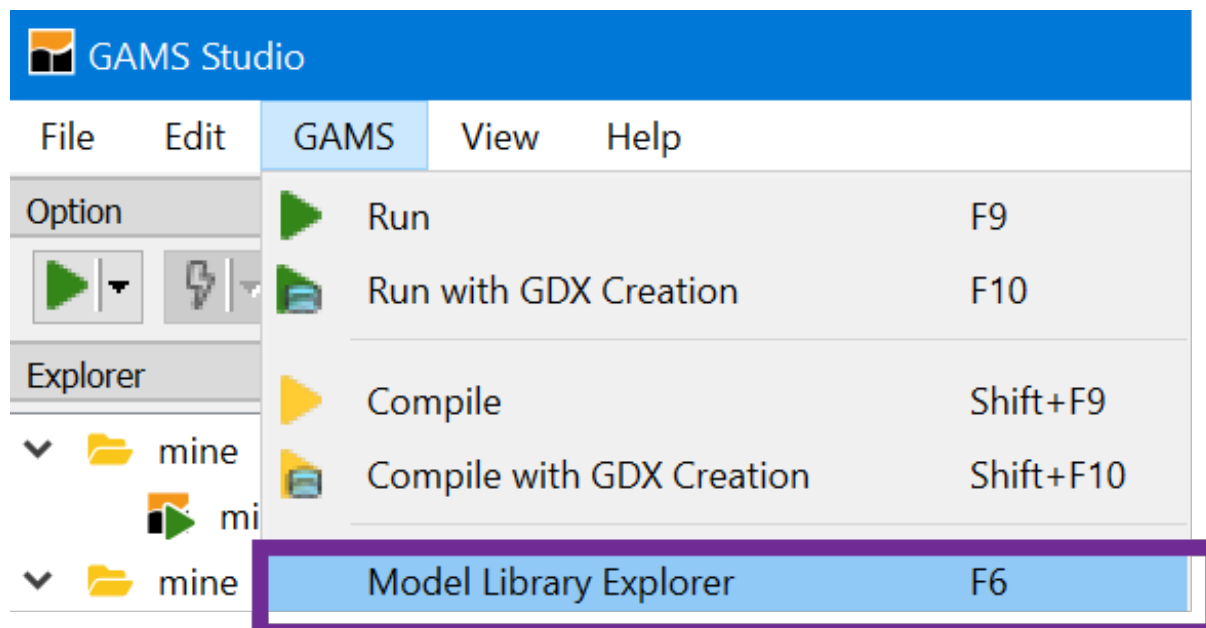 GAMS Studio
File Edit GAMS View Help
Option
Run F9
Run with GDX Creation F10
Explorer
Compile Shift+F9
mine
Compile with GDX Creation Shift+F10
mi
mine
Model Library Explorer F6